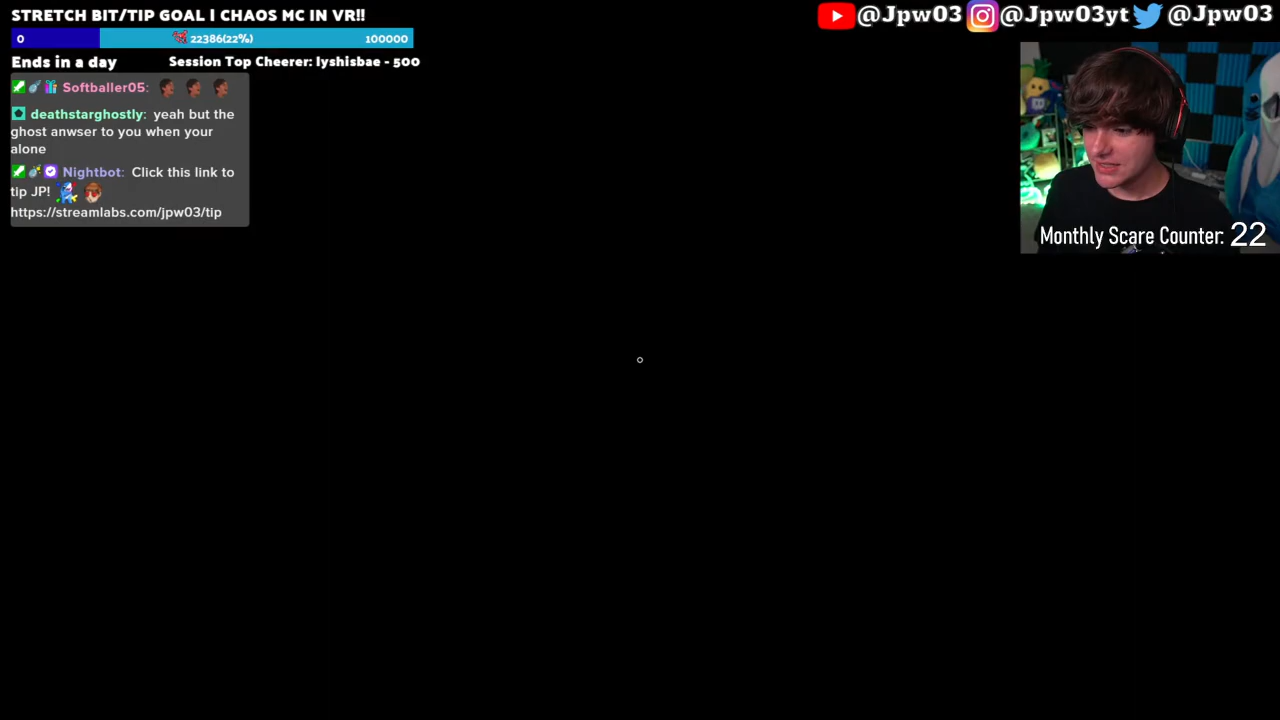 STRETCH BIT/TIP GOAL I CHAOS MC IN VR!!
@Jpw03 @Jpw03yt @Jpw03
0 22386(22%) 100000
Ends in a day Session Top Cheerer: lyshisbae - 500
Softballer05:
deathstarghostly: yeah but the
ghost anwser to you when your
alone
Nightbot: Click this link to
tip JP!
https://streamlabs.com/jpw03/tip
Monthly Scare Counter: 22